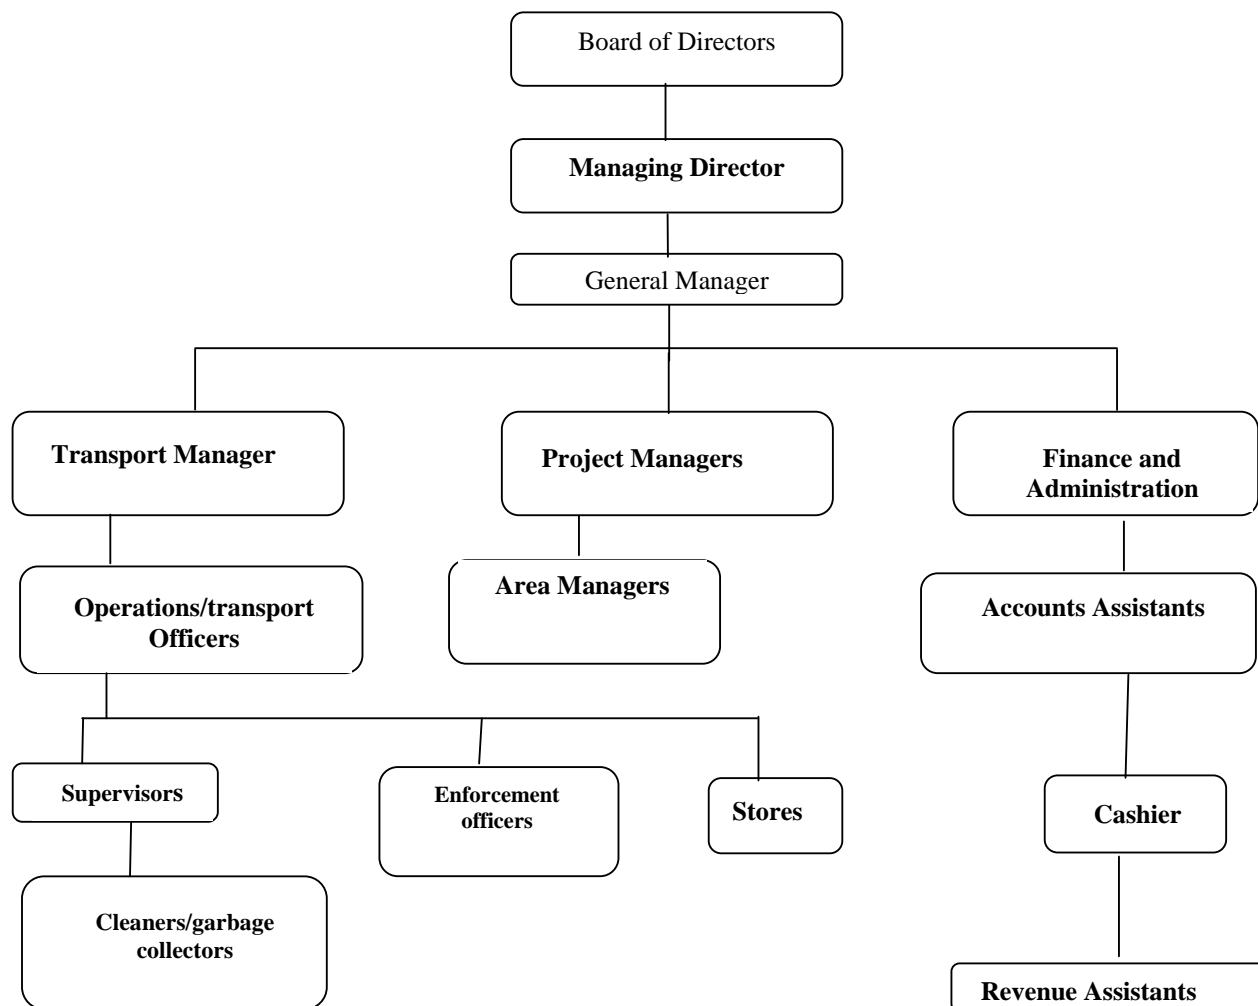 Board of Directors
Managing Director
General Manager
Transport Manager
Project Managers
Finance and
Administration
Operations/transport
Officers
Area Managers
Accounts Assistants
Supervisors
Enforcement
officers
Stores
Cashier
Cleaners/garbage
collectors
Revenue Assistants